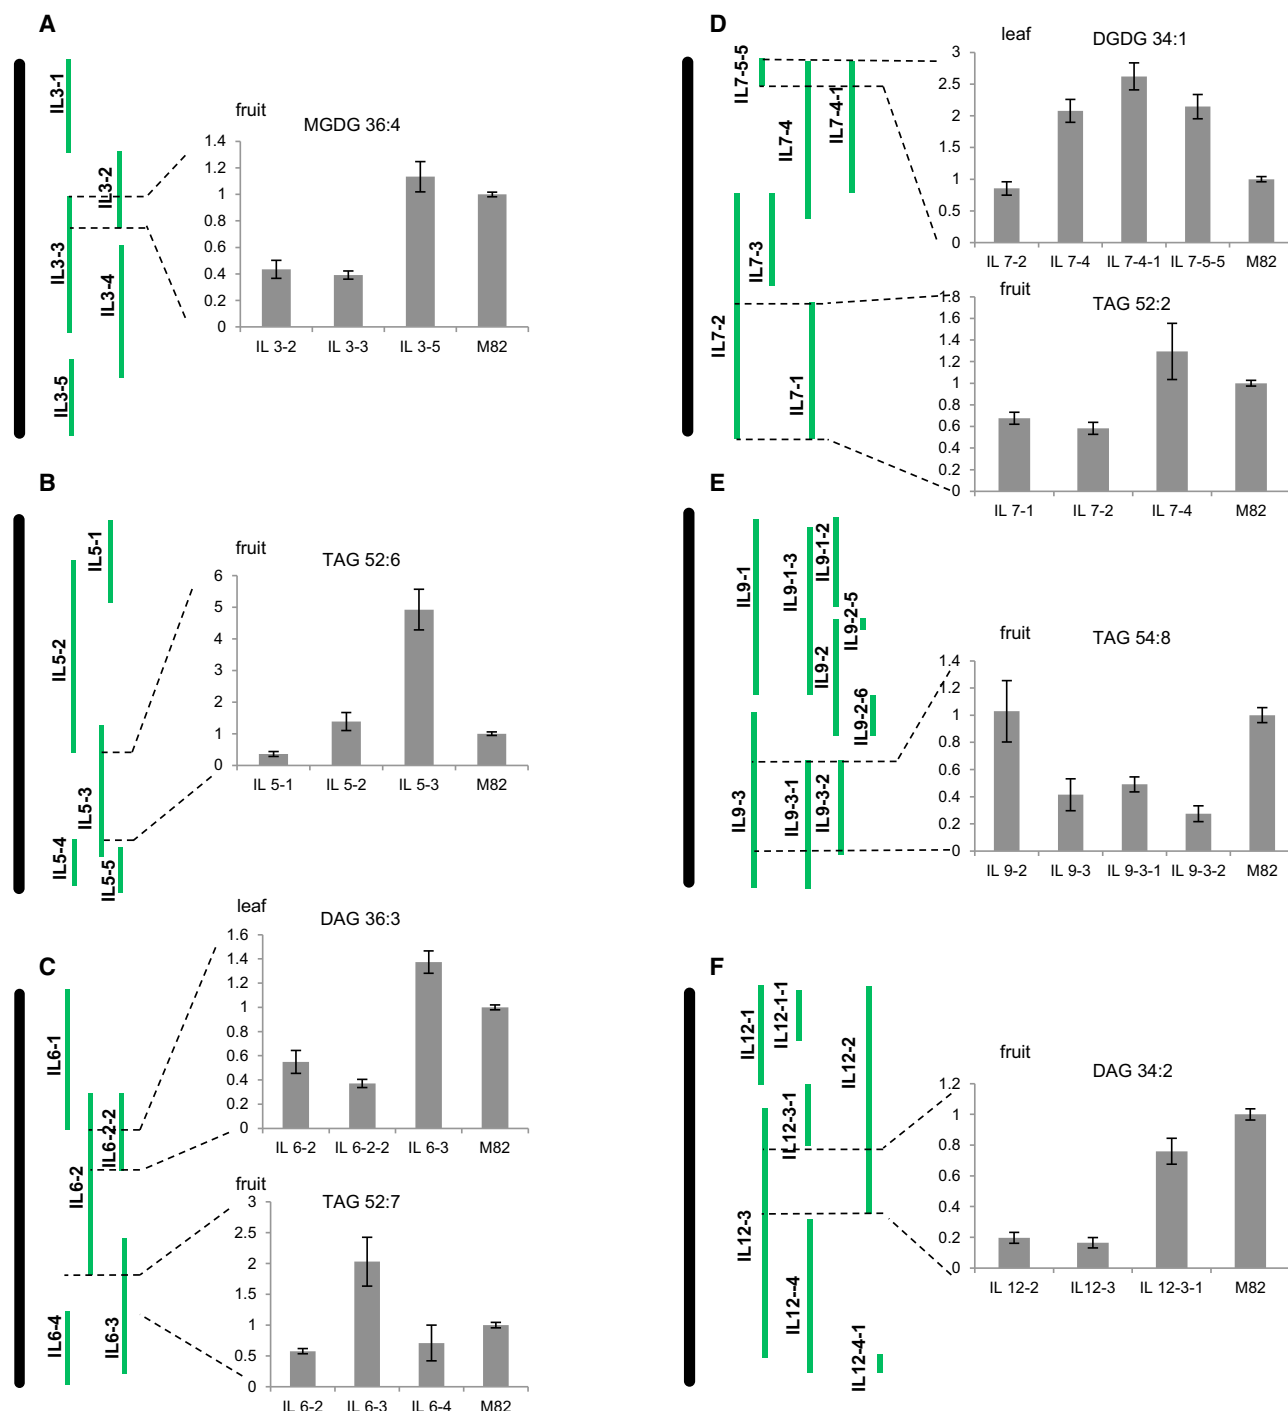 A
IL3-1
IL3-2
IL3-3
IL3-4
IL3-5
fruit
MGDG 36:4
1.4
1.2
1
0.8
0.6
0.4
0.2
0
IL 3-2 IL 3-3 IL 3-5 M82
B
IL5-1
IL5-2
IL5-3
IL5-4
IL5-5
fruit
TAG 52:6
6
5
4
3
2
1
0
IL 5-1 IL 5-2 IL 5-3 M82
C
IL6-1
IL6-2-2
IL6-2
IL6-3
IL6-4
leaf
DAG 36:3
1.6
1.4
1.2
1
0.8
0.6
0.4
0.2
0
IL 6-2 IL 6-2-2 IL 6-3 M82
fruit
TAG 52:7
3
2.5
2
1.5
1
0.5
0
IL 6-2 IL 6-3 IL 6-4 M82
D
IL7-5-5
IL7-4
IL7-4-1
IL7-3
IL7-2
IL7-1
leaf
DGDG 34:1
3
2.5
2
1.5
1
0.5
0
IL 7-2 IL 7-4 IL 7-4-1 IL 7-5-5 M82
fruit
TAG 52:2
1.8
1.6
1.4
1.2
1
0.8
0.6
0.4
0.2
0
IL 7-1 IL 7-2 IL 7-4 M82
E
IL9-1
IL9-1-3
IL9-1-2
IL9-2-5
IL9-2
IL9-2-6
IL9-3
IL9-3-1
IL9-3-2
fruit
TAG 54:8
1.4
1.2
1
0.8
0.6
0.4
0.2
0
IL 9-2 IL 9-3 IL 9-3-1 IL 9-3-2 M82
F
IL12-1
IL12-1-1
IL12-2
IL12-3-1
IL12-3
IL12--4
IL12-4-1
fruit
DAG 34:2
1.2
1
0.8
0.6
0.4
0.2
0
IL 12-2 IL12-3 IL 12-3-1 M82